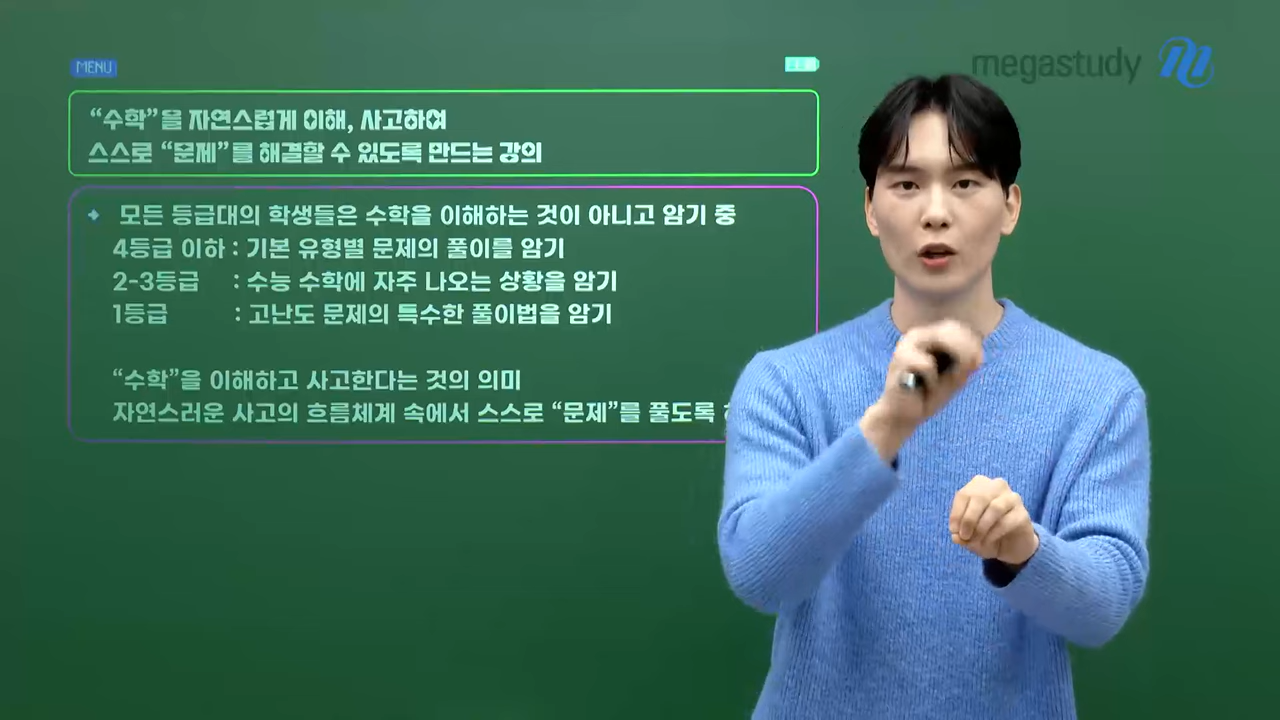 MENU
megastudy
“수학”을 자연스럽게 이해, 사고하여
스스로 “문제”를 해결할 수 있도록 만드는 강의
모든 등급대의 학생들은 수학을 이해하는 것이 아니고 암기 중
4등급 이하 : 기본 유형별 문제의 풀이를 암기
2-3등급 : 수능 수학에 자주 나오는 상황을 암기
1등급 : 고난도 문제의 특수한 풀이법을 암기
“수학”을 이해하고 사고한다는 것의 의미
자연스러운 사고의 흐름체계 속에서 스스로 “문제”를 풀도록